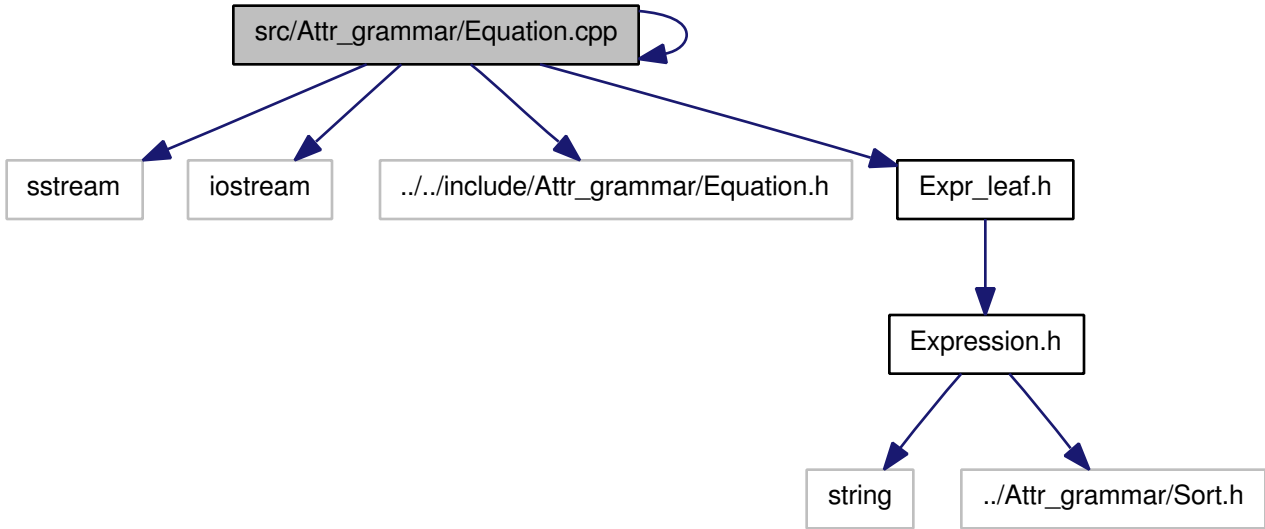 src/Attr_grammar/Equation.cpp
sstream
iostream
../../include/Attr_grammar/Equation.h
Expr_leaf.h
Expression.h
string
../Attr_grammar/Sort.h